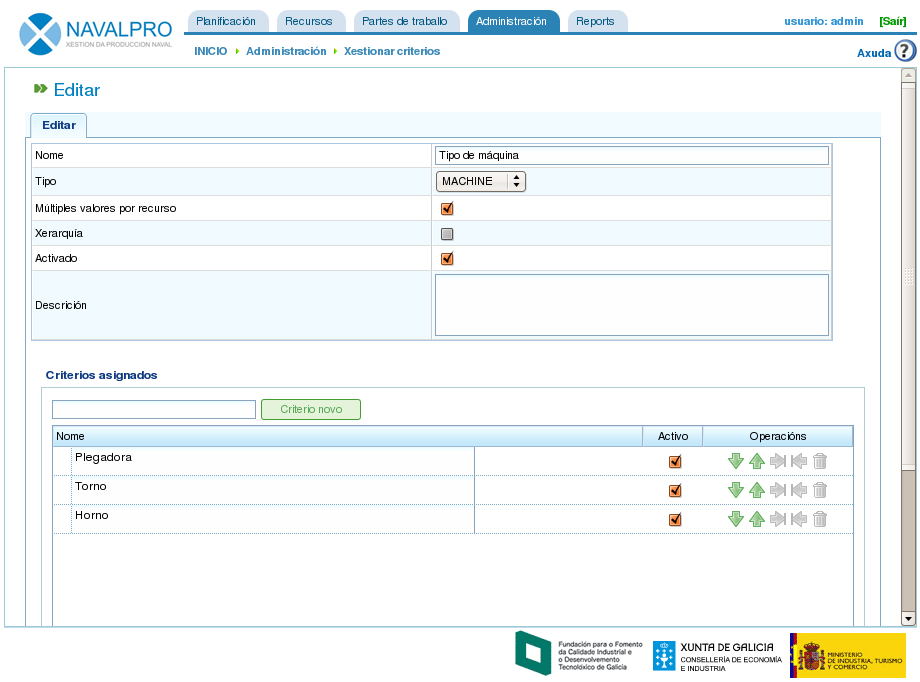 NAVALPRO
XESTION DA PRODUCCION NAVAL
Planificación
Recursos
Partes de traballo
Administración
Reports
usuario: admin
[Saír]
INICIO
Administración
Xestionar criterios
Axuda
?
Editar
Editar
Nome
Tipo de máquina
Tipo
MACHINE
Múltiples valores por recurso
Xerarquía
Activado
Descrición
Criterios asignados
Criterio novo
Nome
Activo
Operacións
Plegadora
Torno
Horno
Fundación para o Fomento
da Calidade Industrial e
o Desenvolvemento
Tecnolóxico de Galicia
XUNTA DE GALICIA
CONSELLERÍA DE ECONOMÍA
E INDUSTRIA
MINISTERIO
DE INDUSTRIA, TURISMO
Y COMERCIO